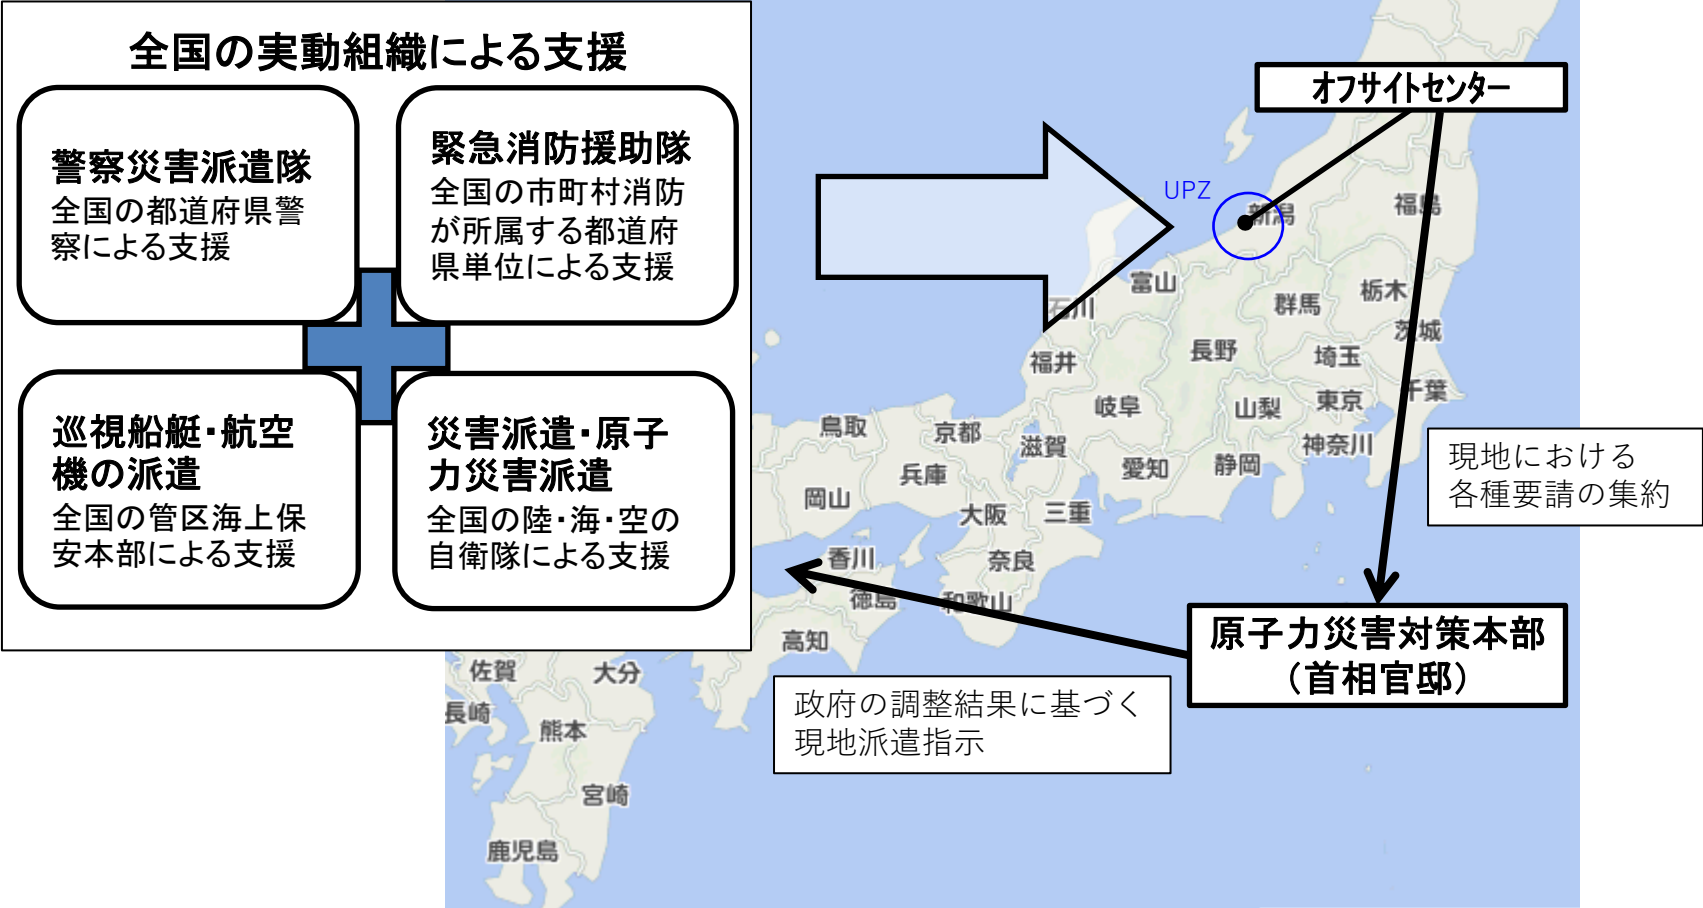 全国の実動組織による支援
警察災害派遣隊
全国の都道府県警
察による支援
緊急消防援助隊
全国の市町村消防
が所属する都道府
県単位による支援
巡視船艇・航空
機の派遣
全国の管区海上保
安本部による支援
災害派遣・原子
力災害派遣
全国の陸・海・空の
自衛隊による支援
オフサイトセンター
UPZ
新潟
福島
富山
石川
群馬
栃木
茨城
福井
長野
埼玉
岐阜
山梨
東京
千葉
鳥取
京都
滋賀
神奈川
兵庫
愛知
静岡
岡山
大阪
三重
香川
奈良
徳島
和歌山
高知
佐賀
大分
長崎
熊本
宮崎
鹿児島
現地における
各種要請の集約
原子力災害対策本部
（首相官邸）
政府の調整結果に基づく
現地派遣指示